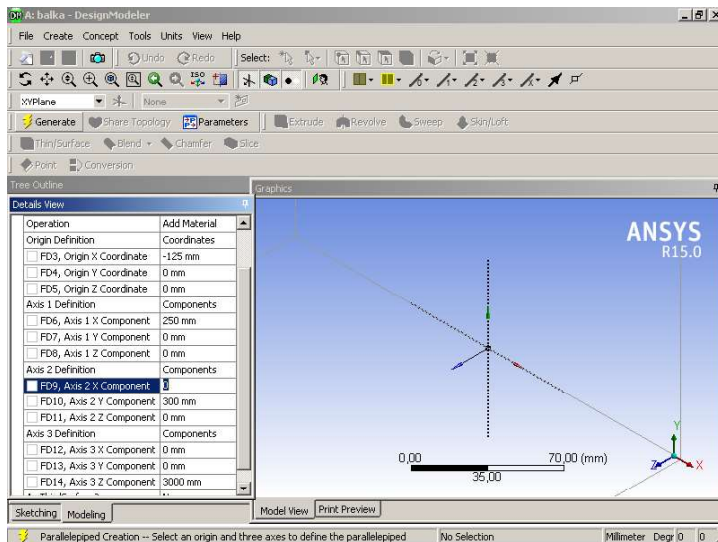 A: balka - DesignModeler
File Create Concept Tools Units View Help
Undo Redo Select:
ISO
XYPlane None
Generate Share Topology Parameters Extrude Revolve Sweep Skin/Loft
Thin/Surface Blend Chamfer Slice
Point Conversion
Tree Outline
Graphics
Details View
Operation Add Material
Origin Definition Coordinates
FD3, Origin X Coordinate -125 mm
FD4, Origin Y Coordinate 0 mm
FD5, Origin Z Coordinate 0 mm
Axis 1 Definition Components
FD6, Axis 1 X Component 250 mm
FD7, Axis 1 Y Component 0 mm
FD8, Axis 1 Z Component 0 mm
Axis 2 Definition Components
FD9, Axis 2 X Component 0
FD10, Axis 2 Y Component 300 mm
FD11, Axis 2 Z Component 0 mm
Axis 3 Definition Components
FD12, Axis 3 X Component 0 mm
FD13, Axis 3 Y Component 0 mm
FD14, Axis 3 Z Component 3000 mm
ANSYS
R15.0
0,00 70,00 (mm)
35,00
Y
Z X
Sketching Modeling
Model View Print Preview
Parallelepiped Creation -- Select an origin and three axes to define the parallelepiped No Selection Millimeter Degr 0 0